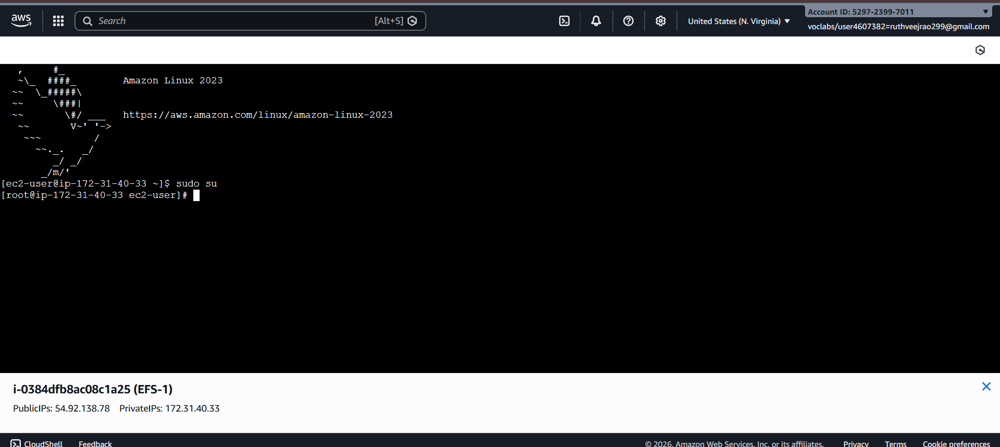 aws
Search [Alt+S]
United States (N. Virginia)
Account ID: 5297-2399-7011
voclabs/user4607382=ruthveejrao299@gmail.com
   ,     #_
   ~\_  ####_        Amazon Linux 2023
  ~~  \_#####\
  ~~     \###|
  ~~       \#/ ___   https://aws.amazon.com/linux/amazon-linux-2023
   ~~       V~' '->
    ~~~         /
      ~~._.   _/
         _/ _/
       _/m/'
[ec2-user@ip-172-31-40-33 ~]$ sudo su
[root@ip-172-31-40-33 ec2-user]#
i-0384dfb8ac08c1a25 (EFS-1)
PublicIPs: 54.92.138.78 PrivateIPs: 172.31.40.33
CloudShell Feedback © 2026, Amazon Web Services, Inc. or its affiliates. Privacy Terms Cookie preferences